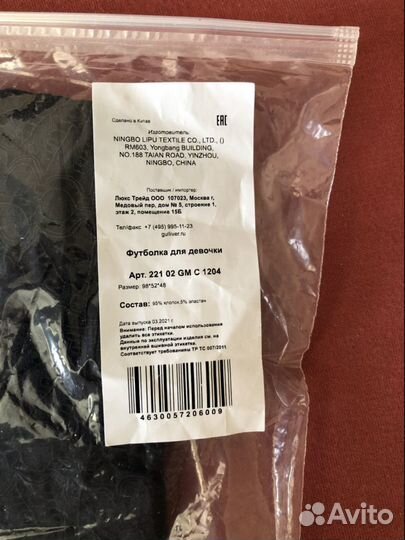 Сделано в Китае
EAC
Изготовитель:
NINGBO LIPU TEXTILE CO., LTD., ()
RM603, Yongbang BUILDING,
NO.188 TAIAN ROAD, YINZHOU,
NINGBO, CHINA
Поставщик / импортер:
Люкс Трейд ООО 107023, Москва г,
Медовый пер, дом № 5, строение 1,
этаж 2, помещение 15Б
Тел/факс +7 (495) 995-11-23
gulliver.ru
Футболка для девочки
Арт. 221 02 GM C 1204
Размер: 98*52*48
Состав: 95% хлопок,5% эластан
Дата выпуска 03.2021 г.
Внимание: Перед началом использования
удалить все этикетки.
Данные по эксплуатации изделия см. на
внутренней вшивной этикетке.
Соответствует требованиям ТР ТС 007/2011
4630057206009
Avito